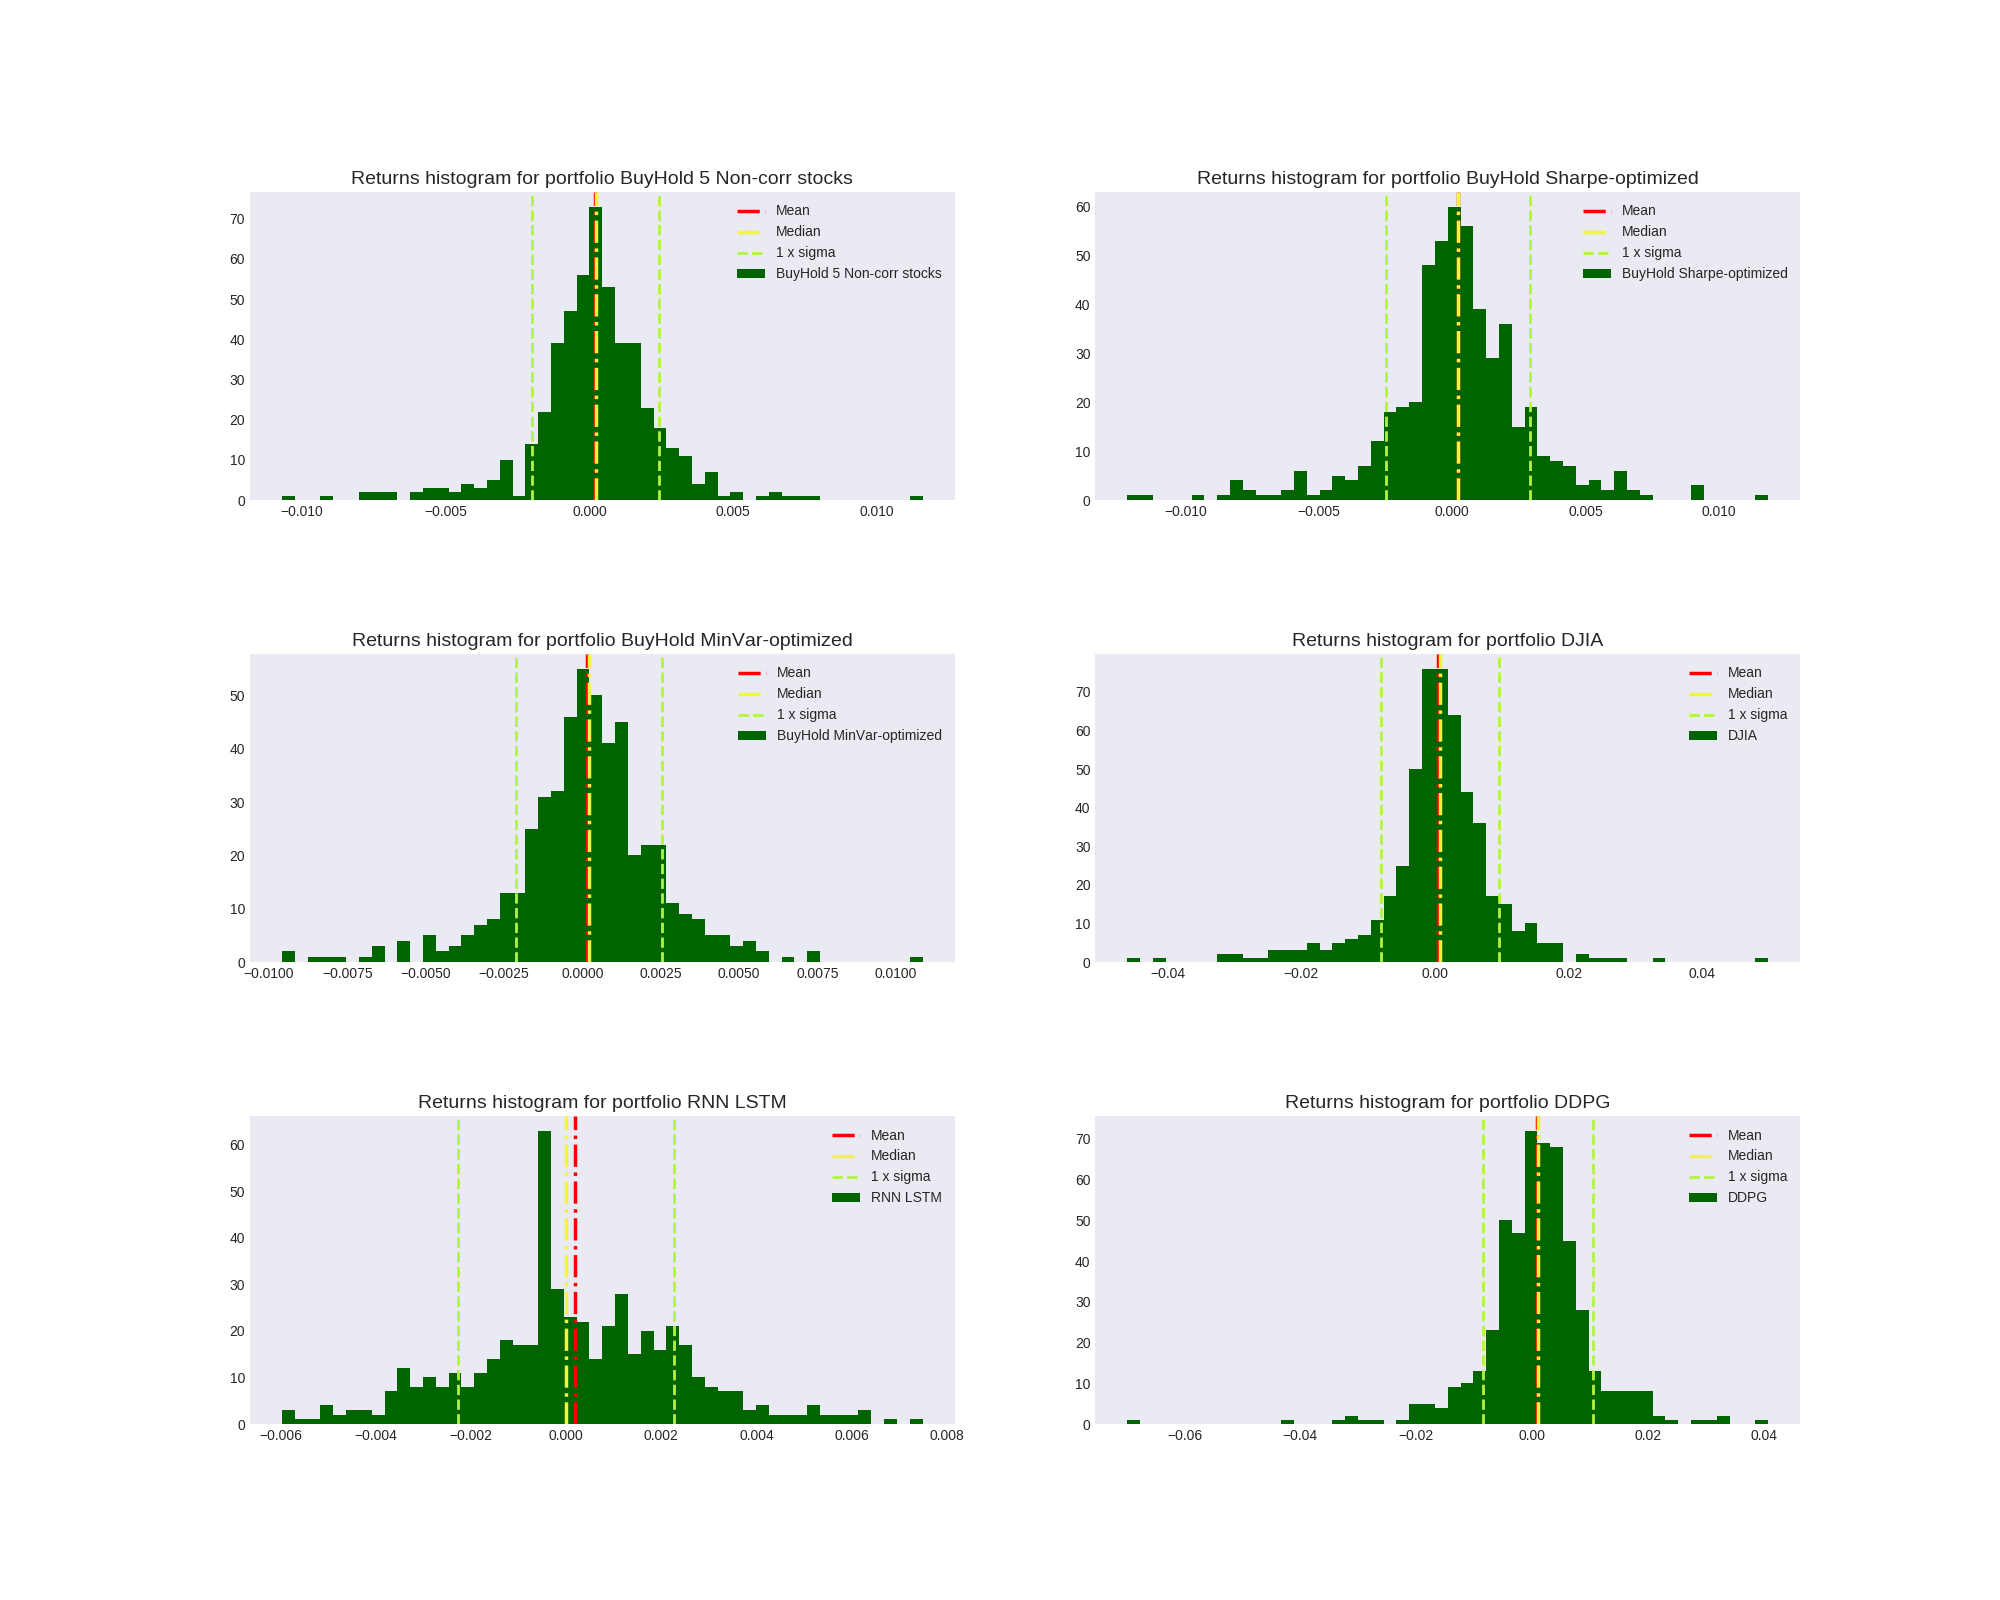 Returns histogram for portfolio BuyHold 5 Non-corr stocks
70
60
50
40
30
20
10
0
−0.010 −0.005 0.000 0.005 0.010
Mean
Median
1 x sigma
BuyHold 5 Non-corr stocks
Returns histogram for portfolio BuyHold Sharpe-optimized
60
50
40
30
20
10
0
−0.010 −0.005 0.000 0.005 0.010
Mean
Median
1 x sigma
BuyHold Sharpe-optimized
Returns histogram for portfolio BuyHold MinVar-optimized
50
40
30
20
10
0
−0.0100 −0.0075 −0.0050 −0.0025 0.0000 0.0025 0.0050 0.0075 0.0100
Mean
Median
1 x sigma
BuyHold MinVar-optimized
Returns histogram for portfolio DJIA
70
60
50
40
30
20
10
0
−0.04 −0.02 0.00 0.02 0.04
Mean
Median
1 x sigma
DJIA
Returns histogram for portfolio RNN LSTM
60
50
40
30
20
10
0
−0.006 −0.004 −0.002 0.000 0.002 0.004 0.006 0.008
Mean
Median
1 x sigma
RNN LSTM
Returns histogram for portfolio DDPG
70
60
50
40
30
20
10
0
−0.06 −0.04 −0.02 0.00 0.02 0.04
Mean
Median
1 x sigma
DDPG